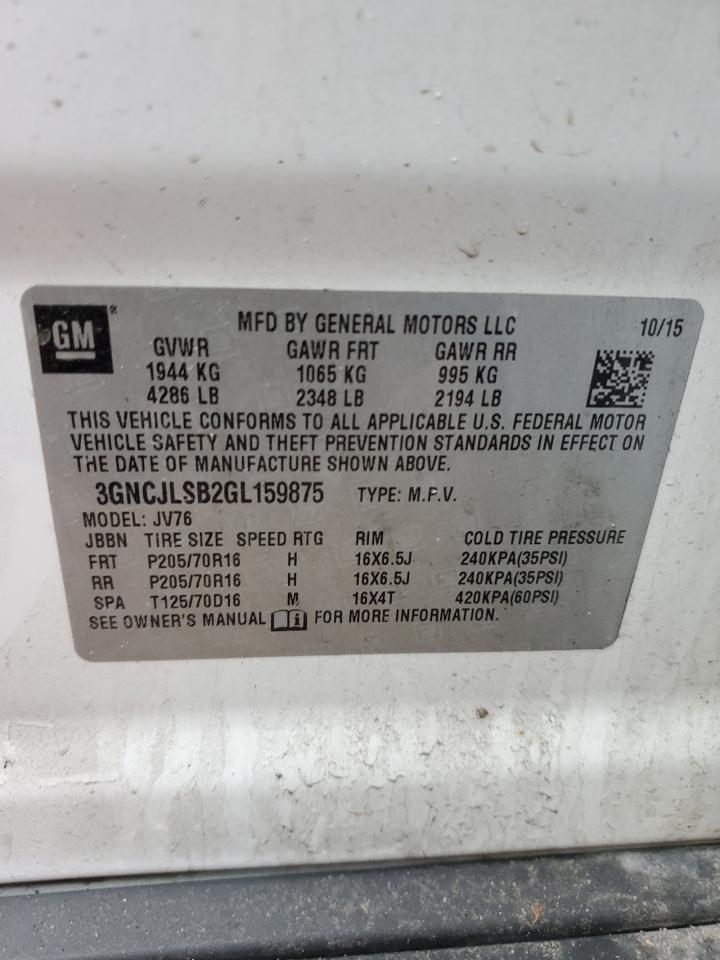 GM®
MFD BY GENERAL MOTORS LLC 10/15
GVWR GAWR FRT GAWR RR
1944 KG 1065 KG 995 KG
4286 LB 2348 LB 2194 LB
THIS VEHICLE CONFORMS TO ALL APPLICABLE U.S. FEDERAL MOTOR
VEHICLE SAFETY AND THEFT PREVENTION STANDARDS IN EFFECT ON
THE DATE OF MANUFACTURE SHOWN ABOVE.
3GNCJLSB2GL159875 TYPE: M.P.V.
MODEL: JV76
JBBN TIRE SIZE SPEED RTG RIM COLD TIRE PRESSURE
FRT P205/70R16 H 16X6.5J 240KPA(35PSI)
RR P205/70R16 H 16X6.5J 240KPA(35PSI)
SPA T125/70D16 M 16X4T 420KPA(60PSI)
SEE OWNER'S MANUAL i FOR MORE INFORMATION.